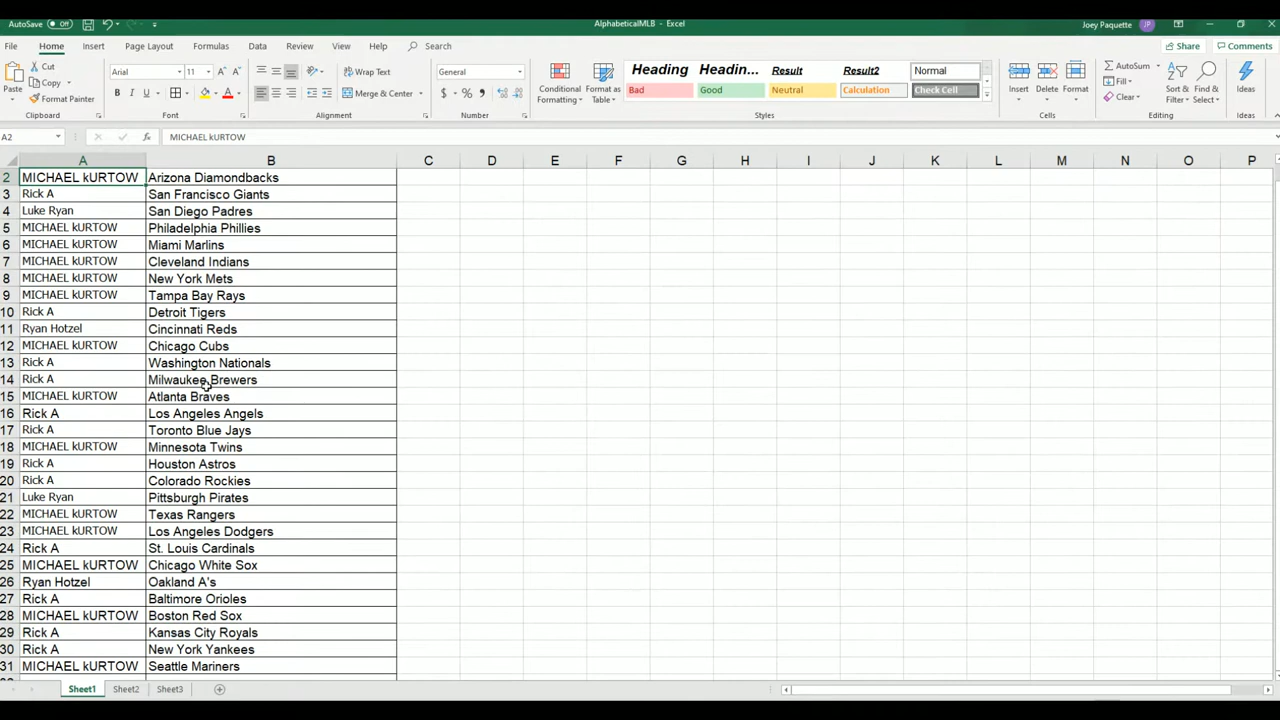 AutoSave Off AlphabeticalMLB - Excel Joey Paquette JP
File Home Insert Page Layout Formulas Data Review View Help Search Share Comments
Paste Cut Copy Format Painter Clipboard
Arial 11 A A B I U A Font
Wrap Text Merge & Center Alignment
General $ % , Number
Conditional Formatting Format as Table
Heading Headin... Result Result2 Normal
Bad Good Neutral Calculation Check Cell
Styles
Insert Delete Format Cells
AutoSum Fill Clear Sort & Filter Find & Select Editing
Ideas Ideas
A2 fx MICHAEL kURTOW
A B C D E F G H I J K L M N O P
2 MICHAEL kURTOW Arizona Diamondbacks
3 Rick A San Francisco Giants
4 Luke Ryan San Diego Padres
5 MICHAEL kURTOW Philadelphia Phillies
6 MICHAEL kURTOW Miami Marlins
7 MICHAEL kURTOW Cleveland Indians
8 MICHAEL kURTOW New York Mets
9 MICHAEL kURTOW Tampa Bay Rays
10 Rick A Detroit Tigers
11 Ryan Hotzel Cincinnati Reds
12 MICHAEL kURTOW Chicago Cubs
13 Rick A Washington Nationals
14 Rick A Milwaukee Brewers
15 MICHAEL kURTOW Atlanta Braves
16 Rick A Los Angeles Angels
17 Rick A Toronto Blue Jays
18 MICHAEL kURTOW Minnesota Twins
19 Rick A Houston Astros
20 Rick A Colorado Rockies
21 Luke Ryan Pittsburgh Pirates
22 MICHAEL kURTOW Texas Rangers
23 MICHAEL kURTOW Los Angeles Dodgers
24 Rick A St. Louis Cardinals
25 MICHAEL kURTOW Chicago White Sox
26 Ryan Hotzel Oakland A's
27 Rick A Baltimore Orioles
28 MICHAEL kURTOW Boston Red Sox
29 Rick A Kansas City Royals
30 Rick A New York Yankees
31 MICHAEL kURTOW Seattle Mariners
Sheet1 Sheet2 Sheet3